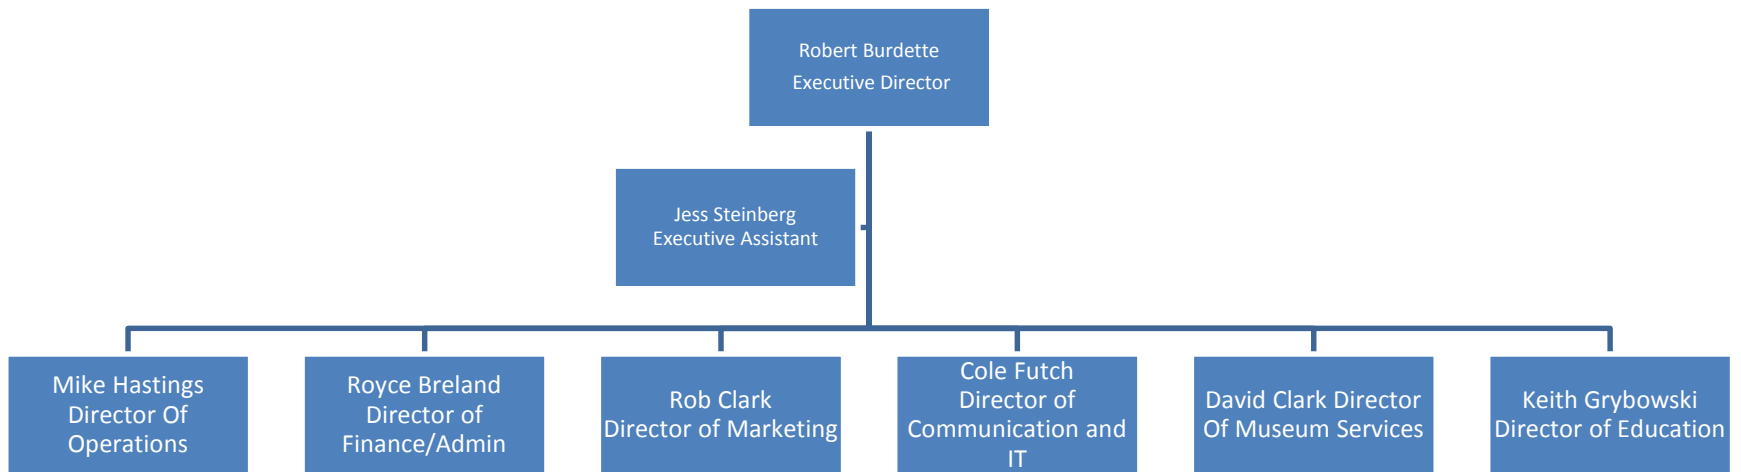 Robert Burdette
Executive Director
Jess Steinberg
Executive Assistant
Mike Hastings
Director Of
Operations
Royce Breland
Director of
Finance/Admin
Rob Clark
Director of Marketing
Cole Futch
Director of
Communication and
IT
David Clark Director
Of Museum Services
Keith Grybowski
Director of Education